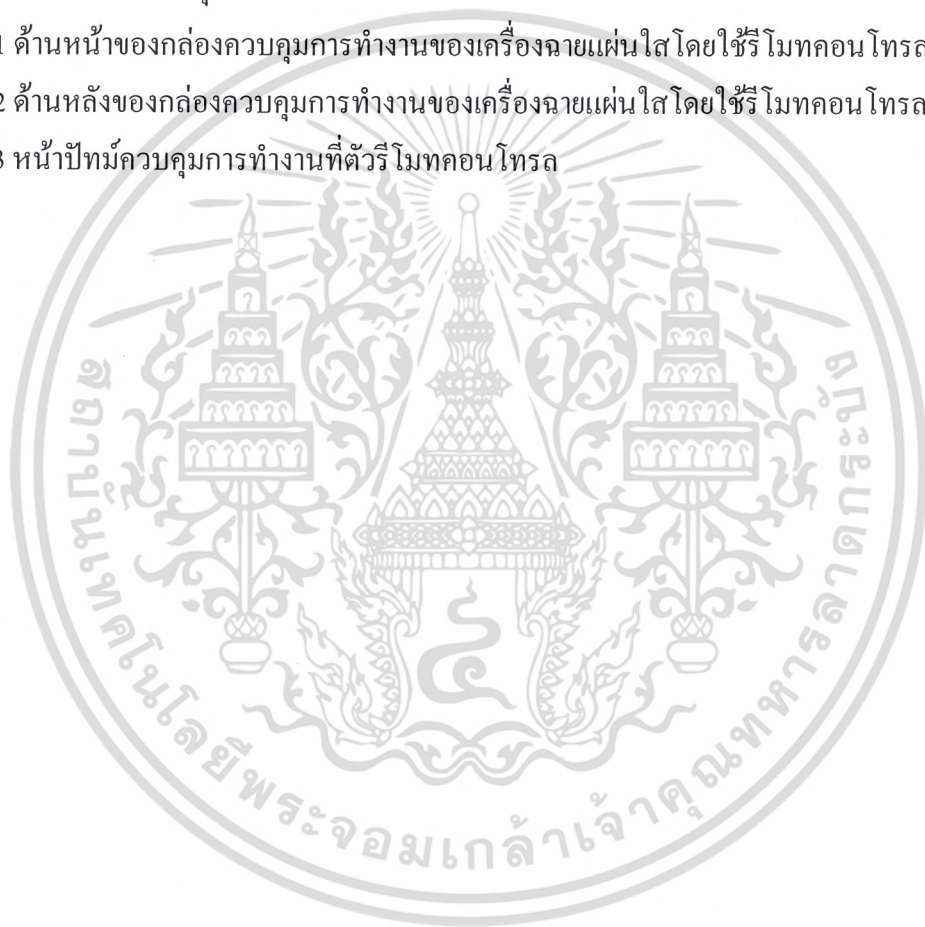 1 ด้านหน้าของกล่องควบคุมการทำงานของเครื่องฉายแผ่นใสโดยใช้รีโมทคอนโทรล
2 ด้านหลังของกล่องควบคุมการทำงานของเครื่องฉายแผ่นใสโดยใช้รีโมทคอนโทรล
3 หน้าปัทม์ควบคุมการทำงานที่ตัวรีโมทคอนโทรล
สถาบันเทคโนโลยีพระจอมเกล้าเจ้าคุณทหารลาดกระบัง